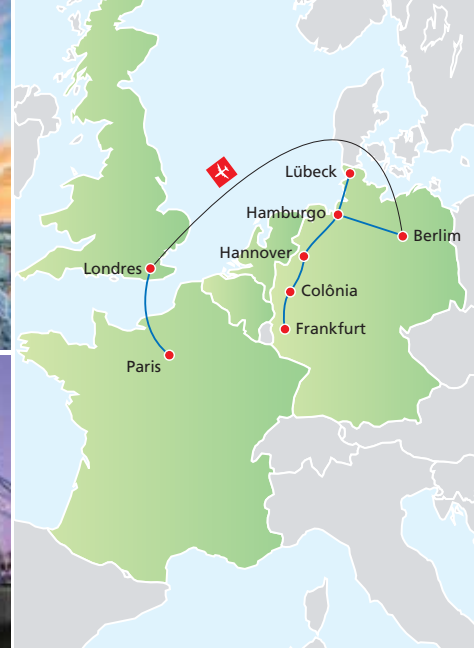 Lübeck
Hamburgo
Berlim
Hannover
Londres
Colônia
Frankfurt
Paris